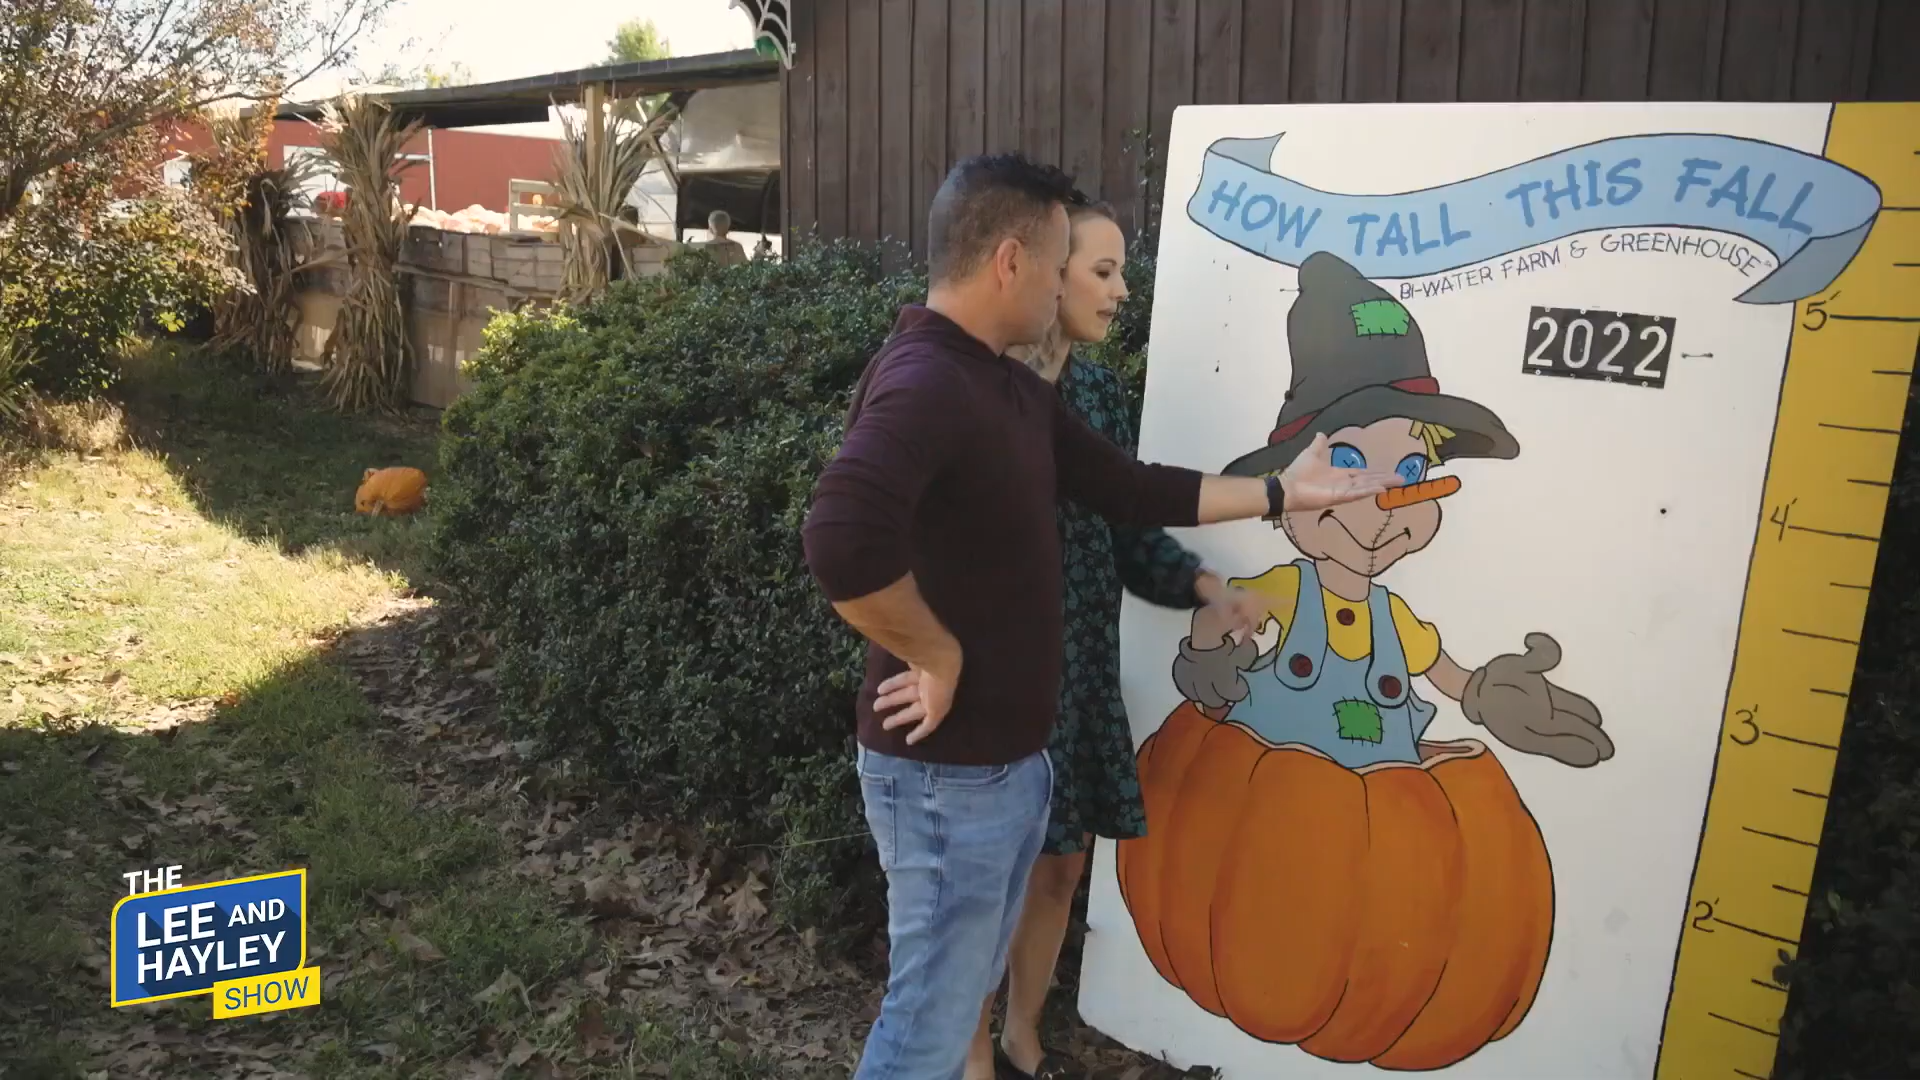 HOW TALL THIS FALL
BI-WATER FARM & GREENHOUSE
2022
5'
4'
3'
2'
THE
LEE AND
HAYLEY
SHOW